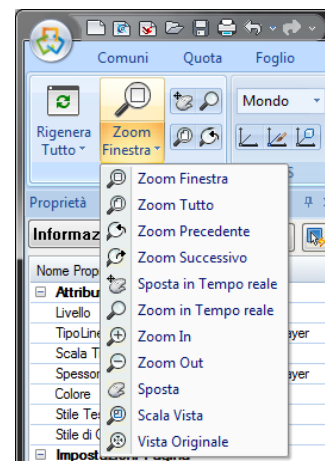 Comuni Quota Foglio
Rigenera Tutto
Zoom Finestra
Mondo
S
Proprietà
Informaz
Nome Prop
Attribu
Livello
TipoLine
Scala T
Spessor
Colore
Stile Te
Stile di
Impostazioni Pagina
ayer
ayer
Zoom Finestra
Zoom Tutto
Zoom Precedente
Zoom Successivo
Sposta in Tempo reale
Zoom in Tempo reale
Zoom In
Zoom Out
Sposta
Scala Vista
Vista Originale